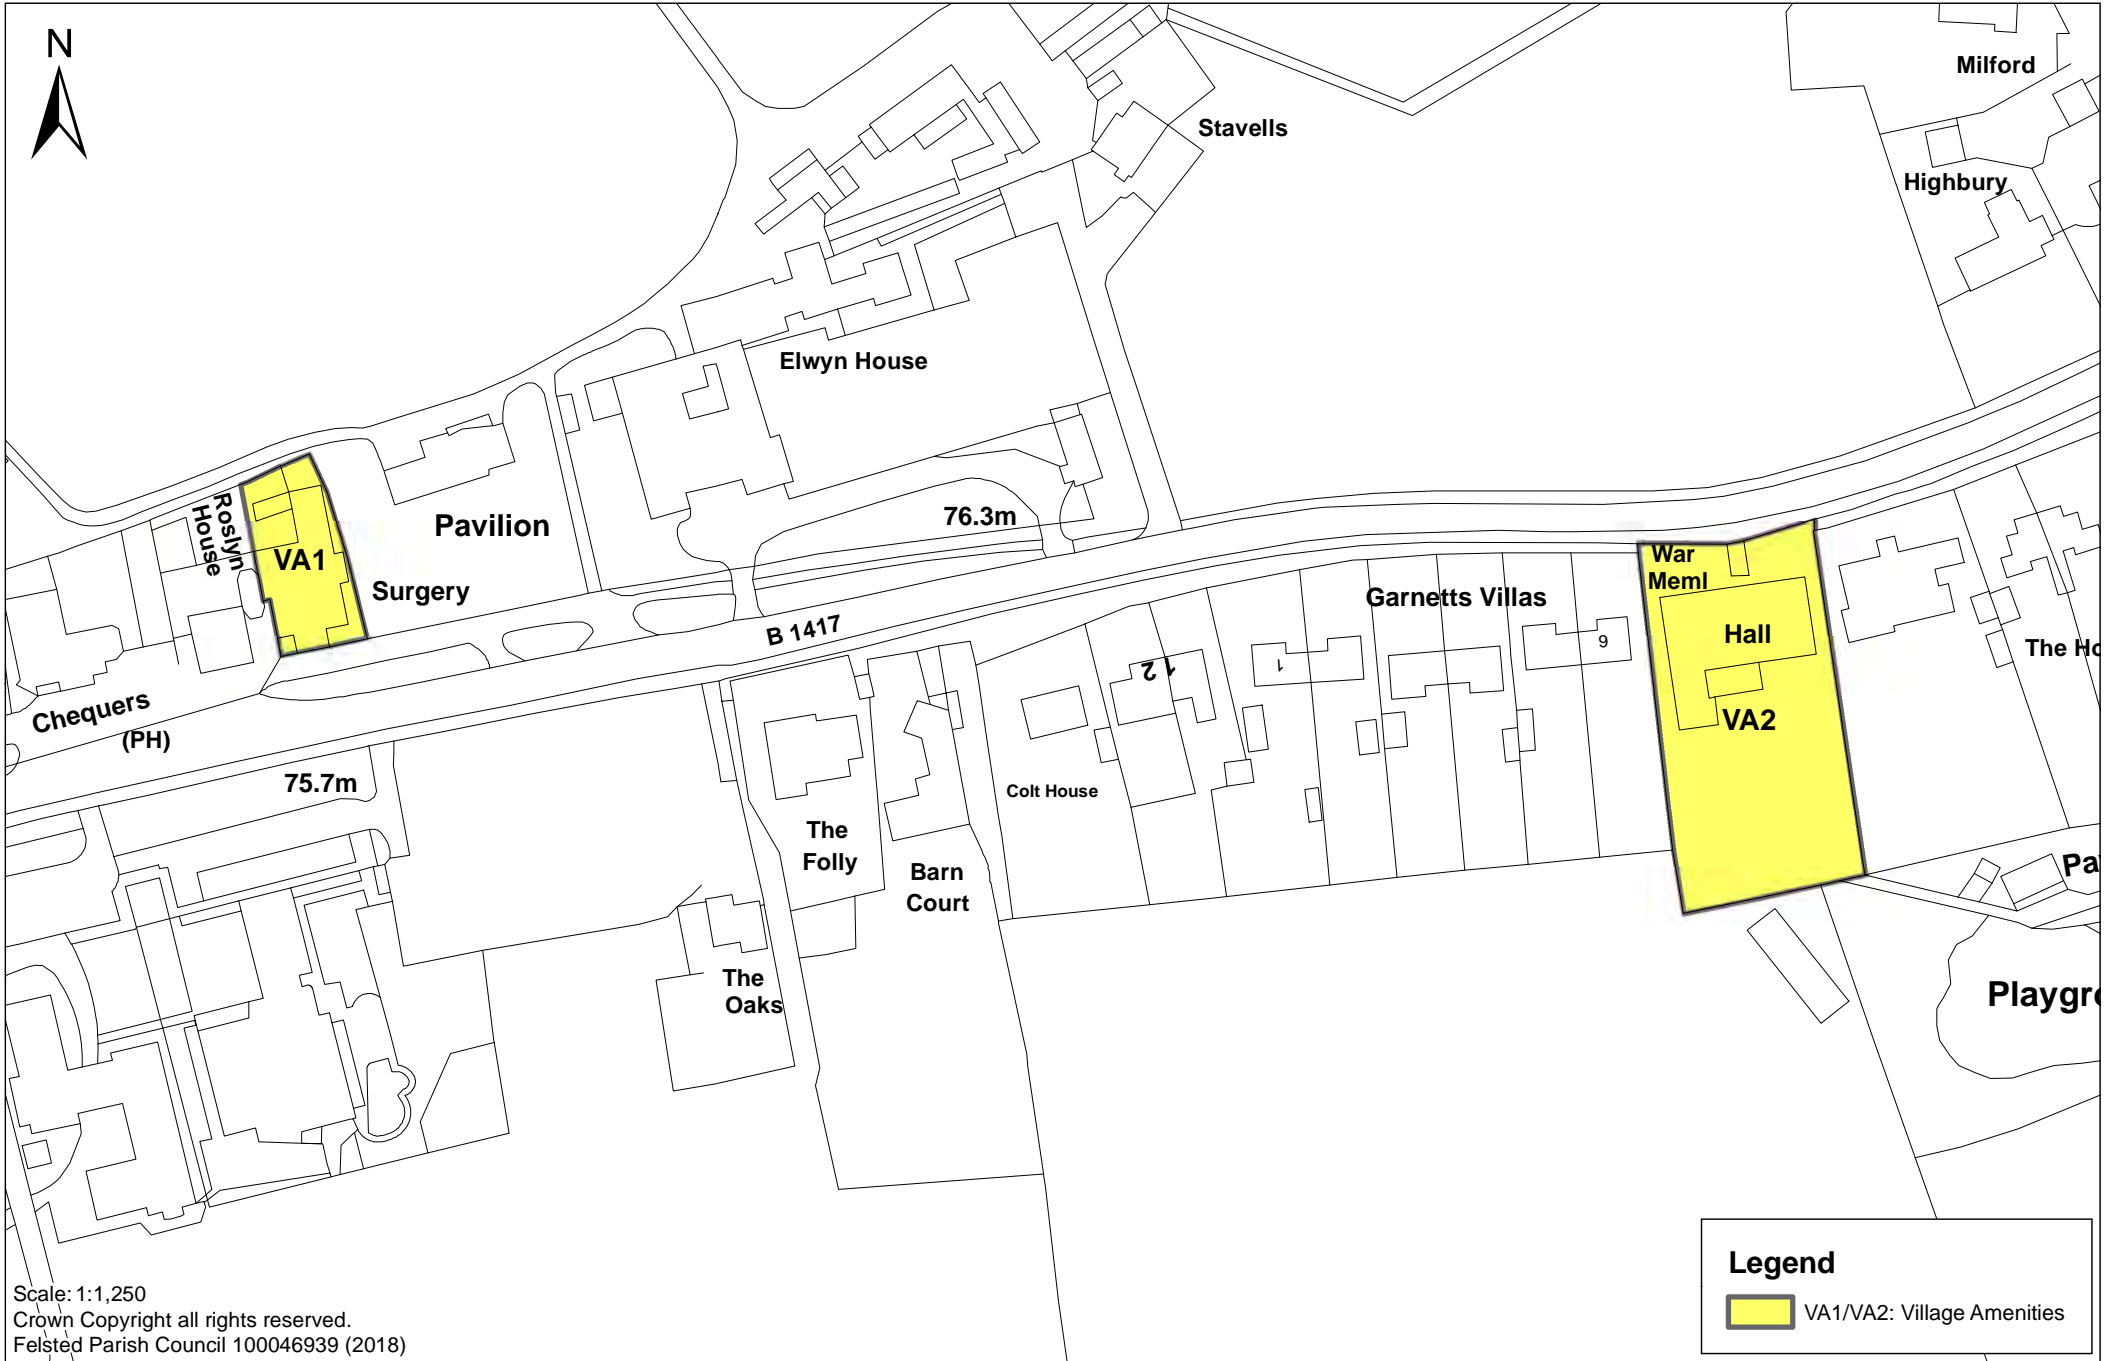 N
Milford
Stavells
Highbury
Elwyn House
Roslyn
House
VA1
Pavilion
Surgery
76.3m
War
Meml
Hall
VA2
Garnetts Villas
B 1417
1
2
1
9
The Ho
Chequers
(PH)
75.7m
Colt House
The
Folly
Barn
Court
The
Oaks
Pa
Playgro
Scale: 1:1,250
Crown Copyright all rights reserved.
Felsted Parish Council 100046939 (2018)
Legend
VA1/VA2: Village Amenities